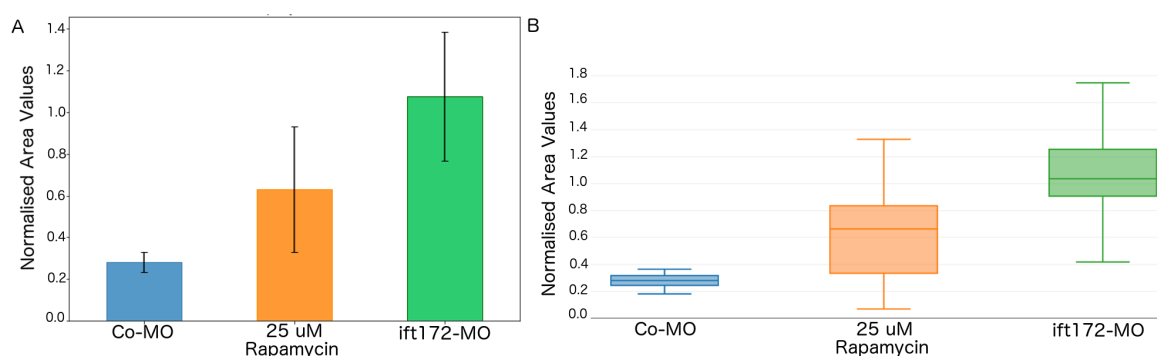 A
Normalised Area Values
1.4
1.2
1.0
0.8
0.6
0.4
0.2
0.0
Co-MO
25 uM
Rapamycin
ift172-MO
B
Normalised Area Values
1.8
1.6
1.4
1.2
1.0
0.8
0.6
0.4
0.2
0.0
Co-MO
25 uM
Rapamycin
ift172-MO